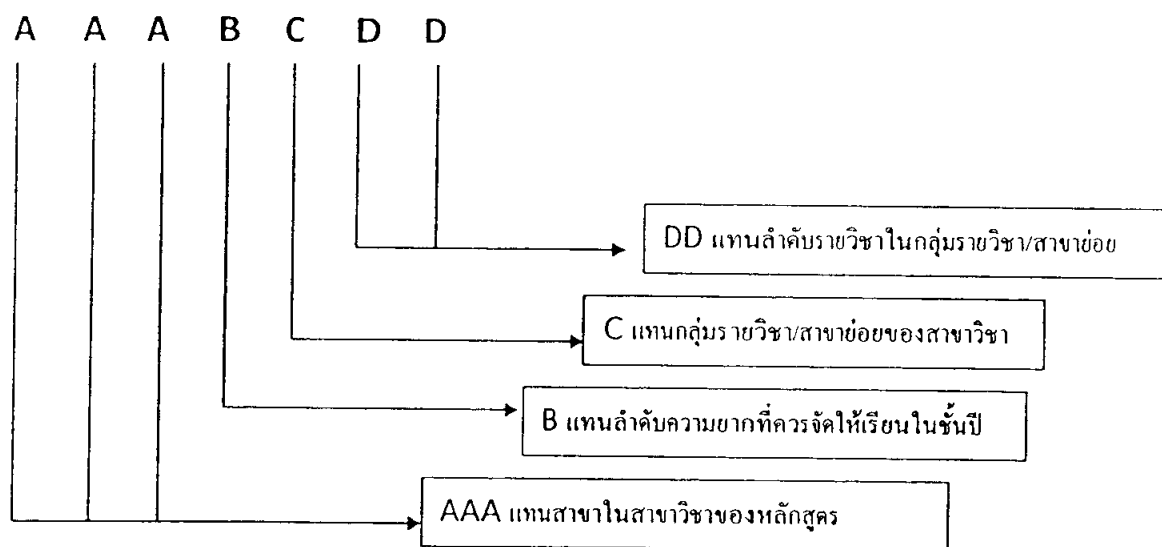 A A A B C D D
DD แทนลำดับรายวิชาในกลุ่มรายวิชา/สาขาย่อย
C แทนกลุ่มรายวิชา/สาขาย่อยของสาขาวิชา
B แทนลำดับความยากที่ควรจัดให้เรียนในชั้นปี
AAA แทนสาขาในสาขาวิชาของหลักสูตร